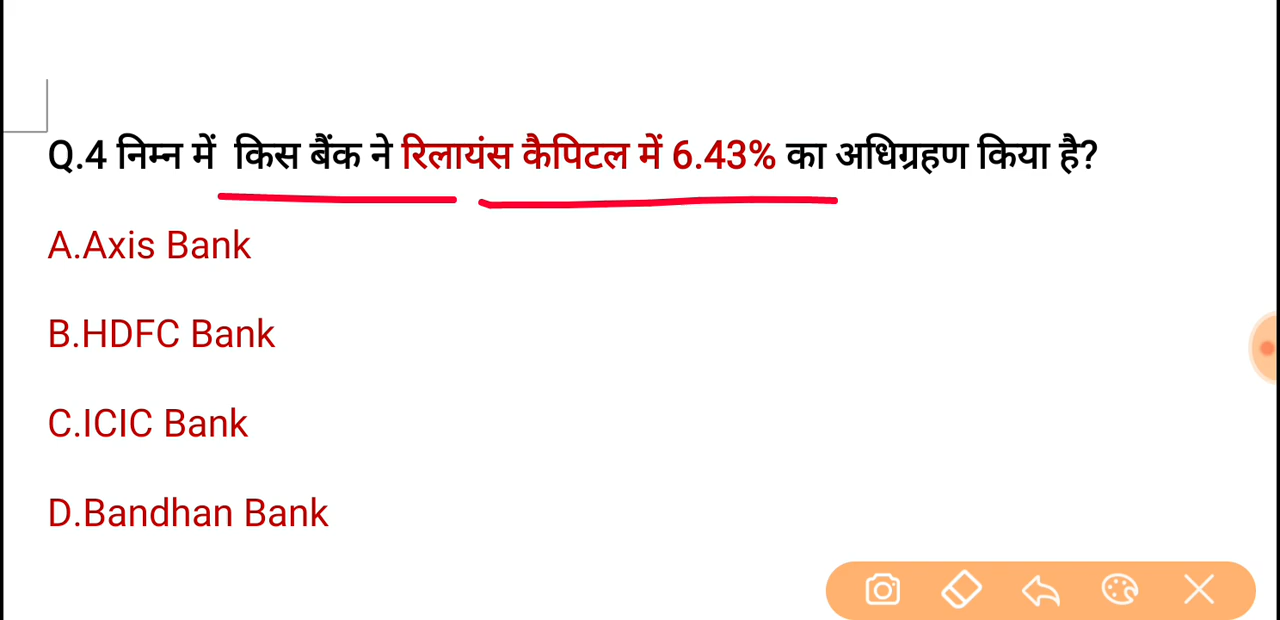 Q.4 निम्न में किस बैंक ने रिलायंस कैपिटल में 6.43% का अधिग्रहण किया है?
A.Axis Bank
B.HDFC Bank
C.ICIC Bank
D.Bandhan Bank